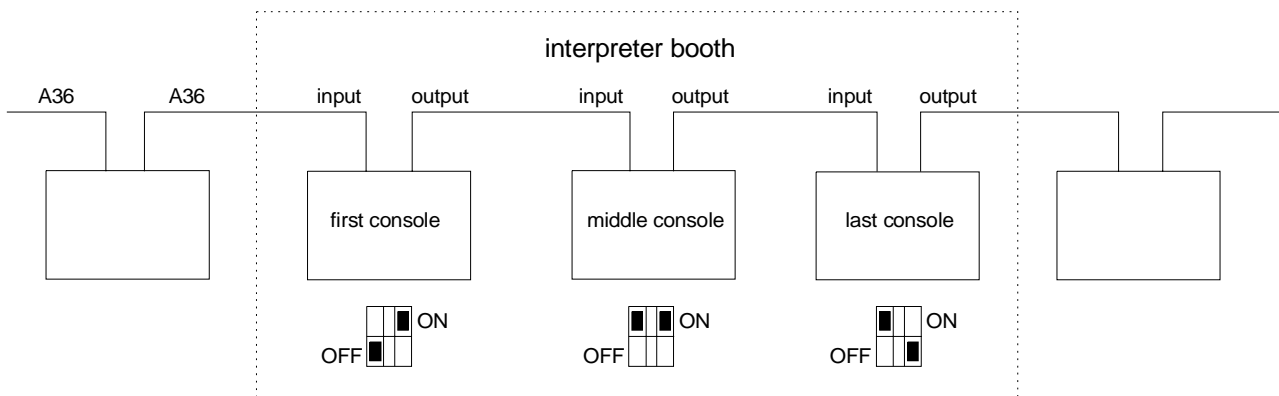 interpreter booth
A36 A36 input output input output input output
first console middle console last console
ON ON ON
OFF OFF OFF